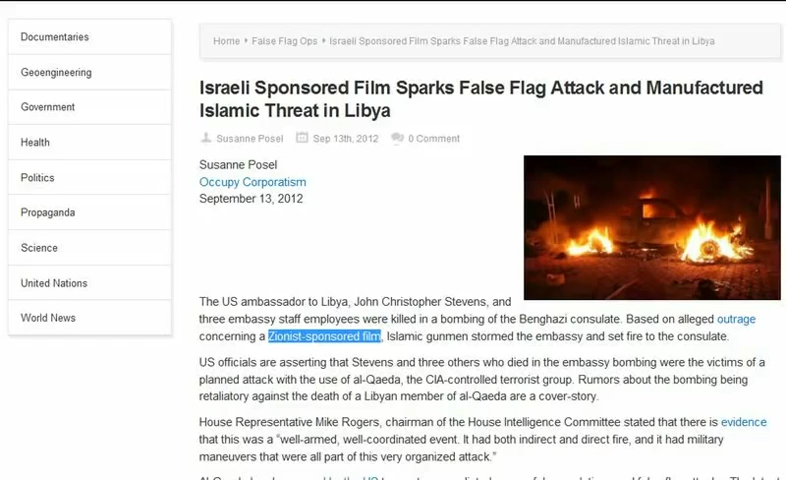 Documentaries
Geoengineering
Government
Health
Politics
Propaganda
Science
United Nations
World News
Home › False Flag Ops › Israeli Sponsored Film Sparks False Flag Attack and Manufactured Islamic Threat in Libya
Israeli Sponsored Film Sparks False Flag Attack and Manufactured
Islamic Threat in Libya
Susanne Posel Sep 13th, 2012 0 Comment
Susanne Posel
Occupy Corporatism
September 13, 2012
The US ambassador to Libya, John Christopher Stevens, and
three embassy staff employees were killed in a bombing of the Benghazi consulate. Based on alleged outrage
concerning a Zionist-sponsored film, Islamic gunmen stormed the embassy and set fire to the consulate.
US officials are asserting that Stevens and three others who died in the embassy bombing were the victims of a
planned attack with the use of al-Qaeda, the CIA-controlled terrorist group. Rumors about the bombing being
retaliatory against the death of a Libyan member of al-Qaeda are a cover-story.
House Representative Mike Rogers, chairman of the House Intelligence Committee stated that there is evidence
that this was a “well-armed, well-coordinated event. It had both indirect and direct fire, and it had military
maneuvers that were all part of this very organized attack.”